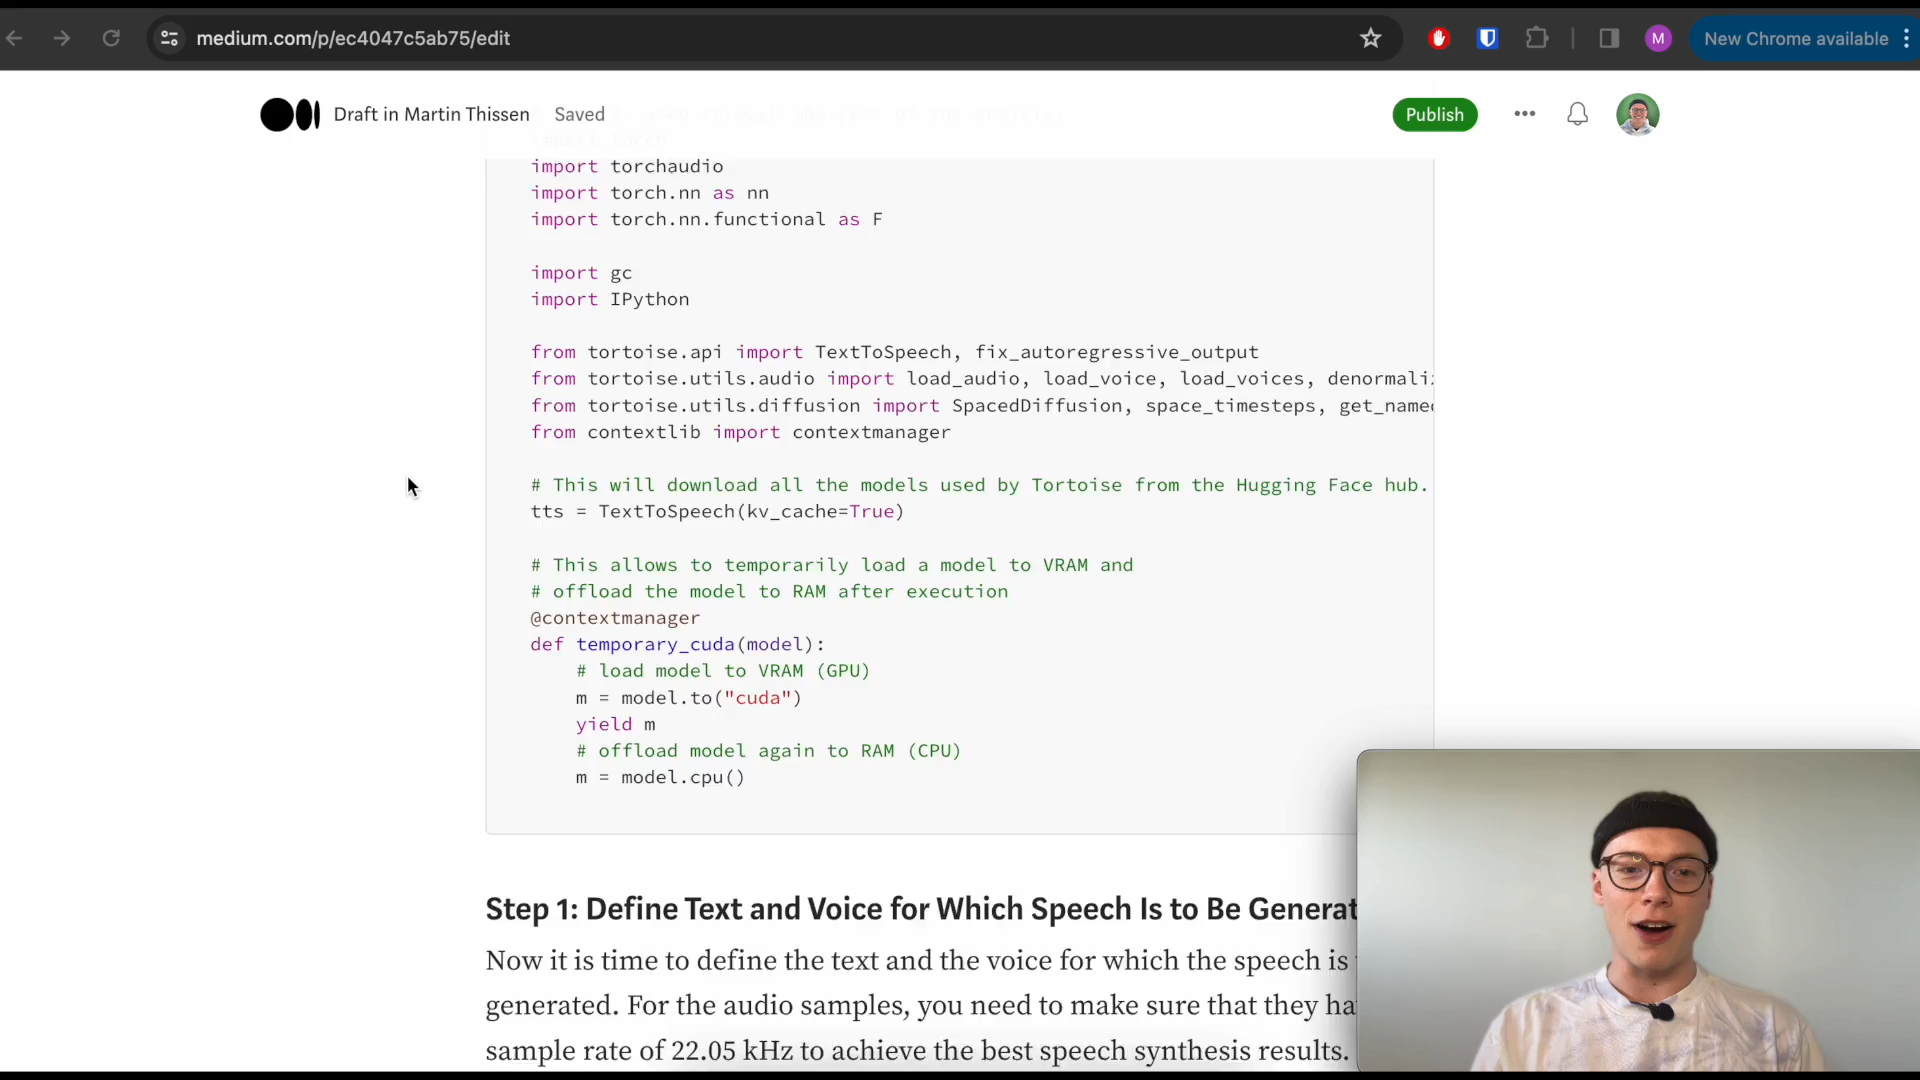 medium.com/p/ec4047c5ab75/edit
M
New Chrome available
Draft in Martin Thissen
Saved
Publish
import torch
import torchaudio
import torch.nn as nn
import torch.nn.functional as F
import gc
import IPython
from tortoise.api import TextToSpeech, fix_autoregressive_output
from tortoise.utils.audio import load_audio, load_voice, load_voices, denormaliz
from tortoise.utils.diffusion import SpacedDiffusion, space_timesteps, get_named
from contextlib import contextmanager
# This will download all the models used by Tortoise from the Hugging Face hub.
tts = TextToSpeech(kv_cache=True)
# This allows to temporarily load a model to VRAM and
# offload the model to RAM after execution
@contextmanager
def temporary_cuda(model):
# load model to VRAM (GPU)
m = model.to("cuda")
yield m
# offload model again to RAM (CPU)
m = model.cpu()
Step 1: Define Text and Voice for Which Speech Is to Be Generat
Now it is time to define the text and the voice for which the speech is
generated. For the audio samples, you need to make sure that they ha
sample rate of 22.05 kHz to achieve the best speech synthesis results.